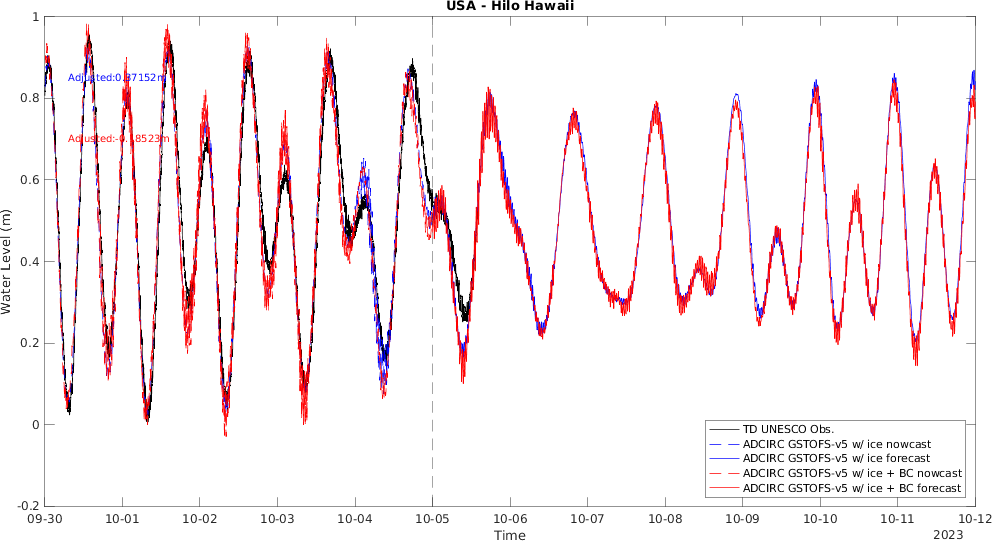 USA - Hilo Hawaii
1
0.8
0.6
0.4
0.2
0
-0.2
Water Level (m)
Adjusted:0.37152m
Adjusted:-0.18523m
TD UNESCO Obs.
ADCIRC GSTOFS-v5 w/ ice nowcast
ADCIRC GSTOFS-v5 w/ ice forecast
ADCIRC GSTOFS-v5 w/ ice + BC nowcast
ADCIRC GSTOFS-v5 w/ ice + BC forecast
09-30 10-01 10-02 10-03 10-04 10-05 10-06 10-07 10-08 10-09 10-10 10-11 10-12
Time
2023